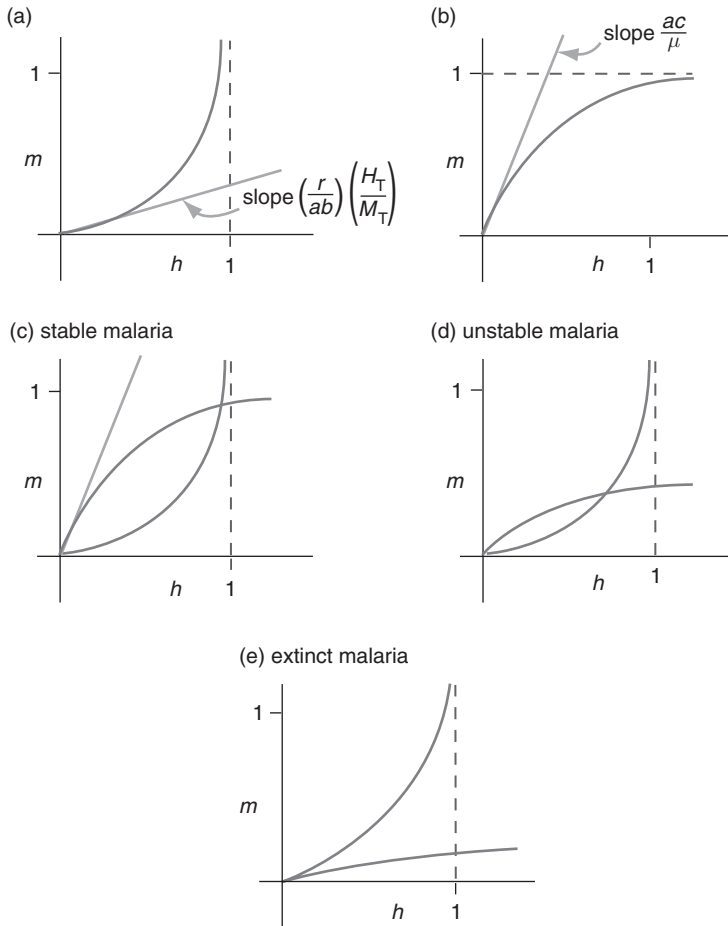 (a)
1
m
slope (r/ab) (H_T/M_T)
h
1
(b)
slope ac/μ
1
m
h
1
(c) stable malaria
1
m
h
1
(d) unstable malaria
1
m
h
1
(e) extinct malaria
1
m
h
1